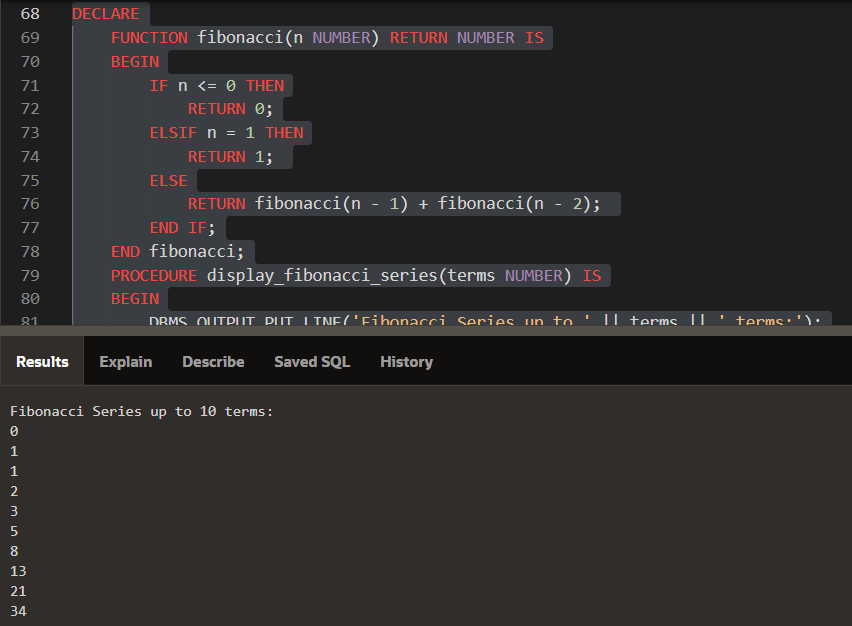 68 DECLARE
69 FUNCTION fibonacci(n NUMBER) RETURN NUMBER IS
70 BEGIN
71 IF n <= 0 THEN
72 RETURN 0;
73 ELSIF n = 1 THEN
74 RETURN 1;
75 ELSE
76 RETURN fibonacci(n - 1) + fibonacci(n - 2);
77 END IF;
78 END fibonacci;
79 PROCEDURE display_fibonacci_series(terms NUMBER) IS
80 BEGIN
81 DBMS_OUTPUT.PUT_LINE('Fibonacci Series up to ' || terms || ' terms:');
Results Explain Describe Saved SQL History
Fibonacci Series up to 10 terms:
0
1
1
2
3
5
8
13
21
34